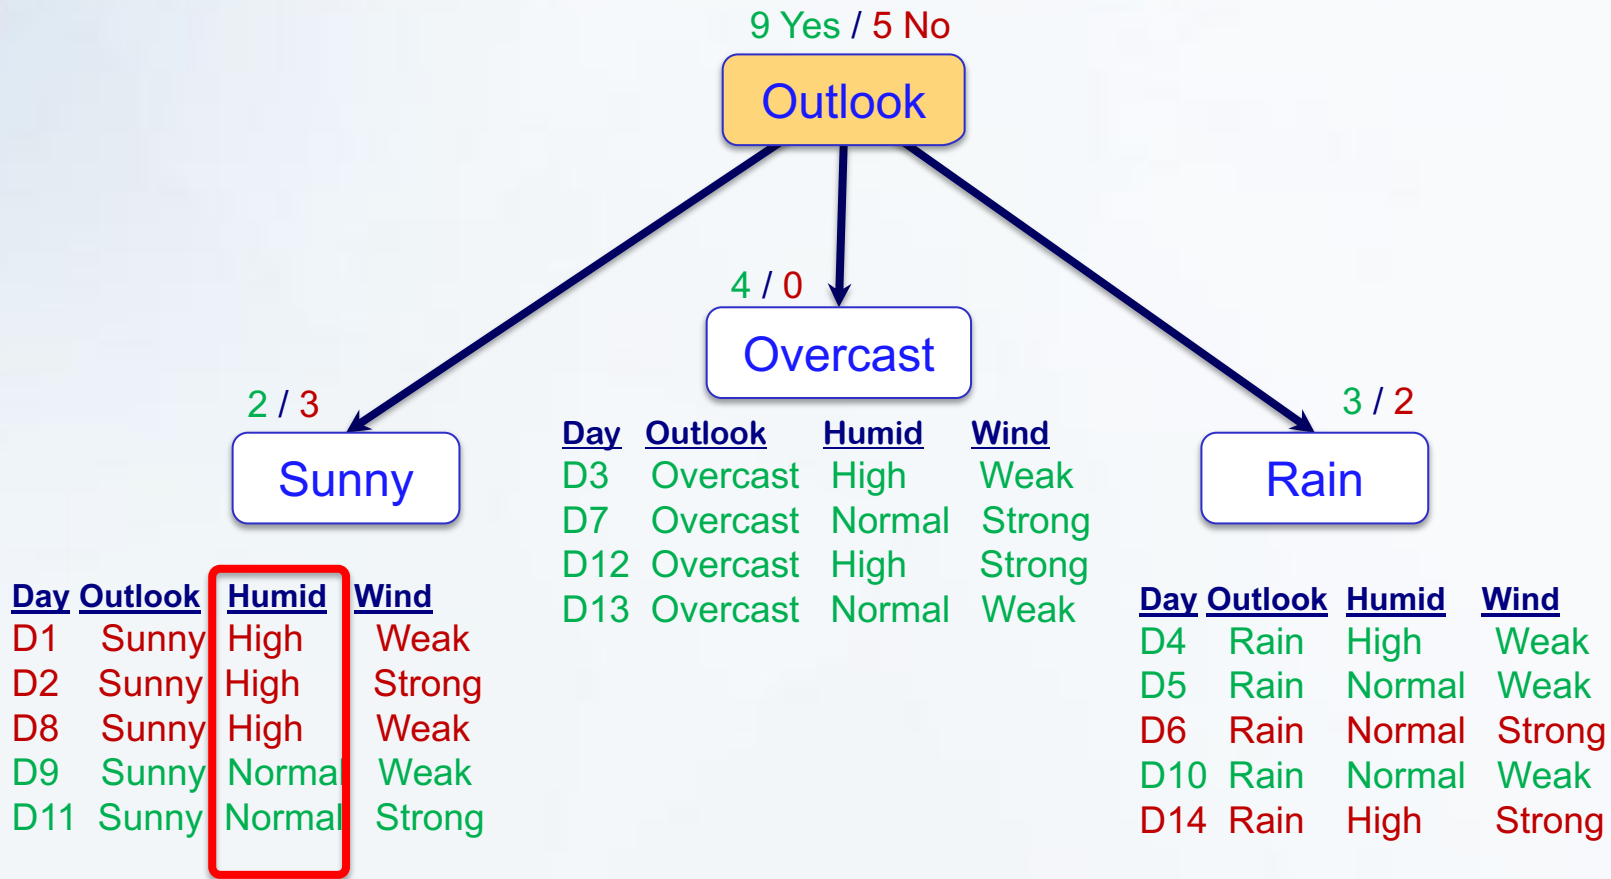 9 Yes / 5 No
Outlook
4 / 0
Overcast
2 / 3
Sunny
3 / 2
Rain
Day Outlook Humid Wind
D3 Overcast High Weak
D7 Overcast Normal Strong
D12 Overcast High Strong
D13 Overcast Normal Weak
Day Outlook Humid Wind
D1 Sunny High Weak
D2 Sunny High Strong
D8 Sunny High Weak
D9 Sunny Normal Weak
D11 Sunny Normal Strong
Day Outlook Humid Wind
D4 Rain High Weak
D5 Rain Normal Weak
D6 Rain Normal Strong
D10 Rain Normal Weak
D14 Rain High Strong